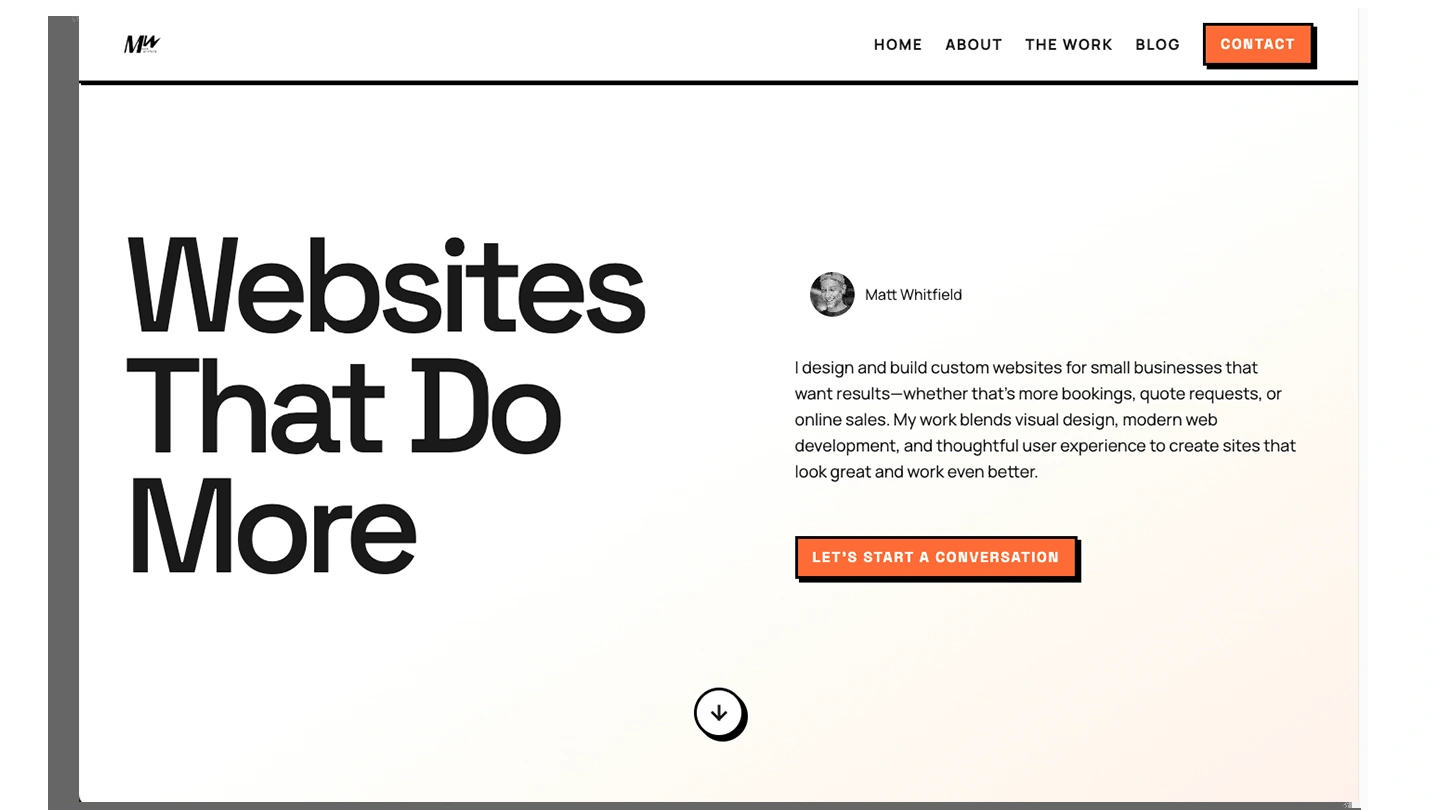 MW
HOME ABOUT THE WORK BLOG CONTACT
Websites
That Do
More
Matt Whitfield
I design and build custom websites for small businesses that
want results—whether that's more bookings, quote requests, or
online sales. My work blends visual design, modern web
development, and thoughtful user experience to create sites that
look great and work even better.
LET'S START A CONVERSATION